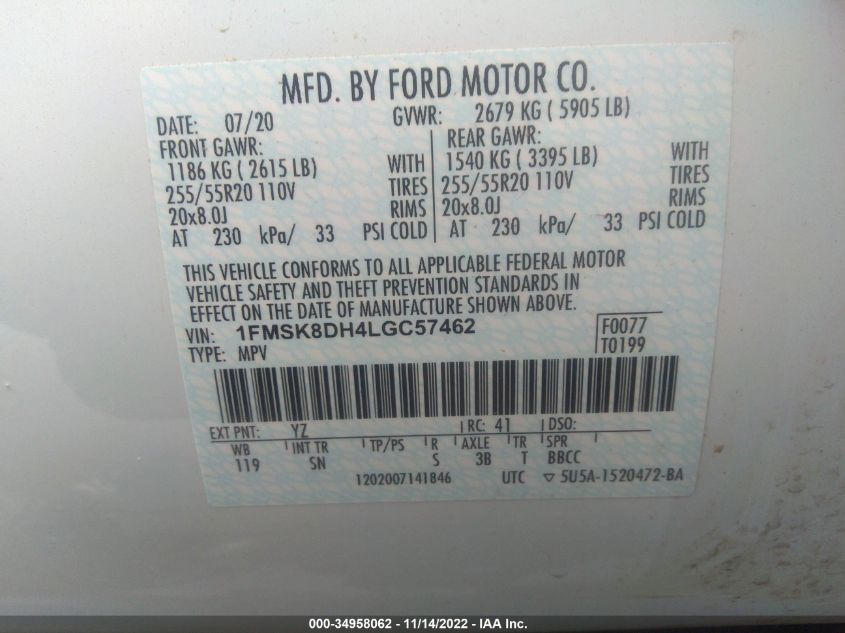 MFD. BY FORD MOTOR CO.
DATE: 07/20 GVWR: 2679 KG ( 5905 LB)
FRONT GAWR: REAR GAWR:
1186 KG ( 2615 LB) WITH 1540 KG ( 3395 LB) WITH
255/55R20 110V TIRES 255/55R20 110V TIRES
20x8.0J RIMS 20x8.0J RIMS
AT 230 kPa/ 33 PSI COLD AT 230 kPa/ 33 PSI COLD
THIS VEHICLE CONFORMS TO ALL APPLICABLE FEDERAL MOTOR
VEHICLE SAFETY AND THEFT PREVENTION STANDARDS IN
EFFECT ON THE DATE OF MANUFACTURE SHOWN ABOVE.
VIN: 1FMSK8DH4LGC57462 F0077
TYPE: MPV T0199
EXT PNT: YZ RC: 41 DSO:
WB INT TR TP/PS R AXLE TR SPR
119 SN S 3B T BBCC
1202007141846 UTC ▽ 5U5A-1520472-BA
000-34958062 - 11/14/2022 - IAA Inc.